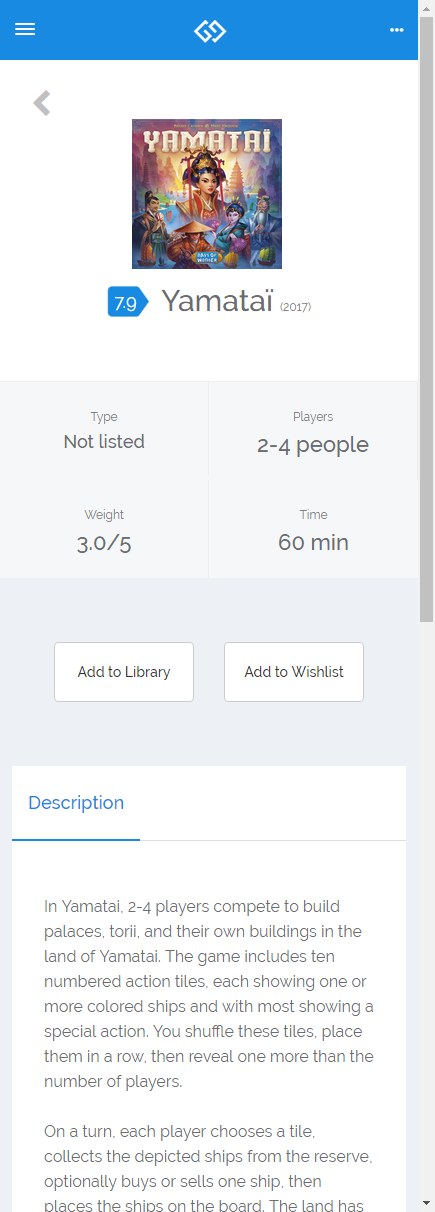 YAMATAÏ
DAYS OF
WONDER
7.9
Yamataï (2017)
Type
Not listed
Players
2-4 people
Weight
3.0/5
Time
60 min
Add to Library
Add to Wishlist
Description
In Yamatai, 2-4 players compete to build
palaces, torii, and their own buildings in the
land of Yamatai. The game includes ten
numbered action tiles, each showing one or
more colored ships and with most showing a
special action. You shuffle these tiles, place
them in a row, then reveal one more than the
number of players.
On a turn, each player chooses a tile,
collects the depicted ships from the reserve,
optionally buys or sells one ship, then
places the ships on the board. The land has